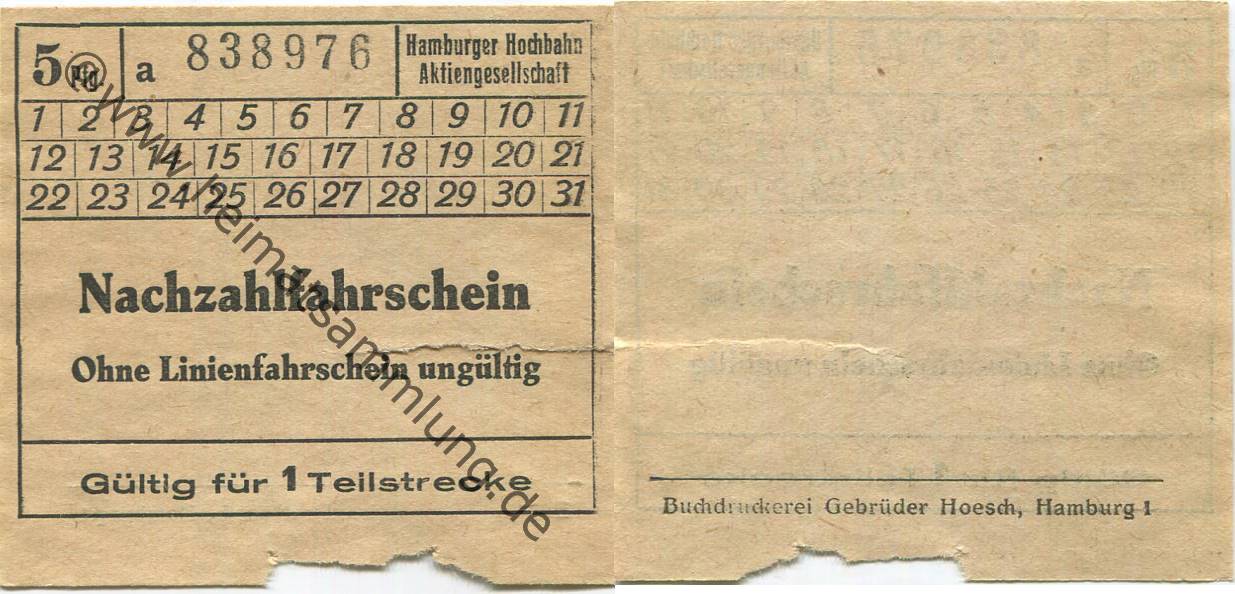 5 Pfg a 838976 Hamburger Hochbahn
Aktiengesellschaft
1 2 3 4 5 6 7 8 9 10 11
12 13 14 15 16 17 18 19 20 21
22 23 24 25 26 27 28 29 30 31
Nachzahlfahrschein
Ohne Linienfahrschein ungültig
Gültig für 1 Teilstrecke
© www.heimatsammlung.de
Buchdruckerei Gebrüder Hoesch, Hamburg 1